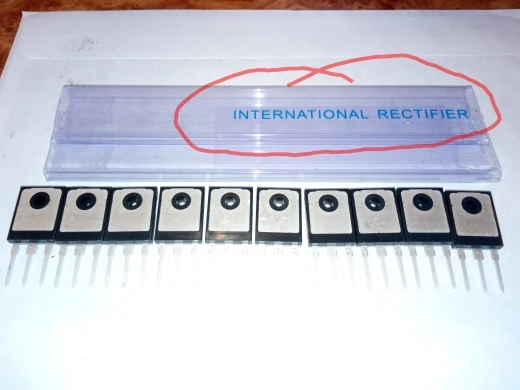 INTERNATIONAL RECTIFIER